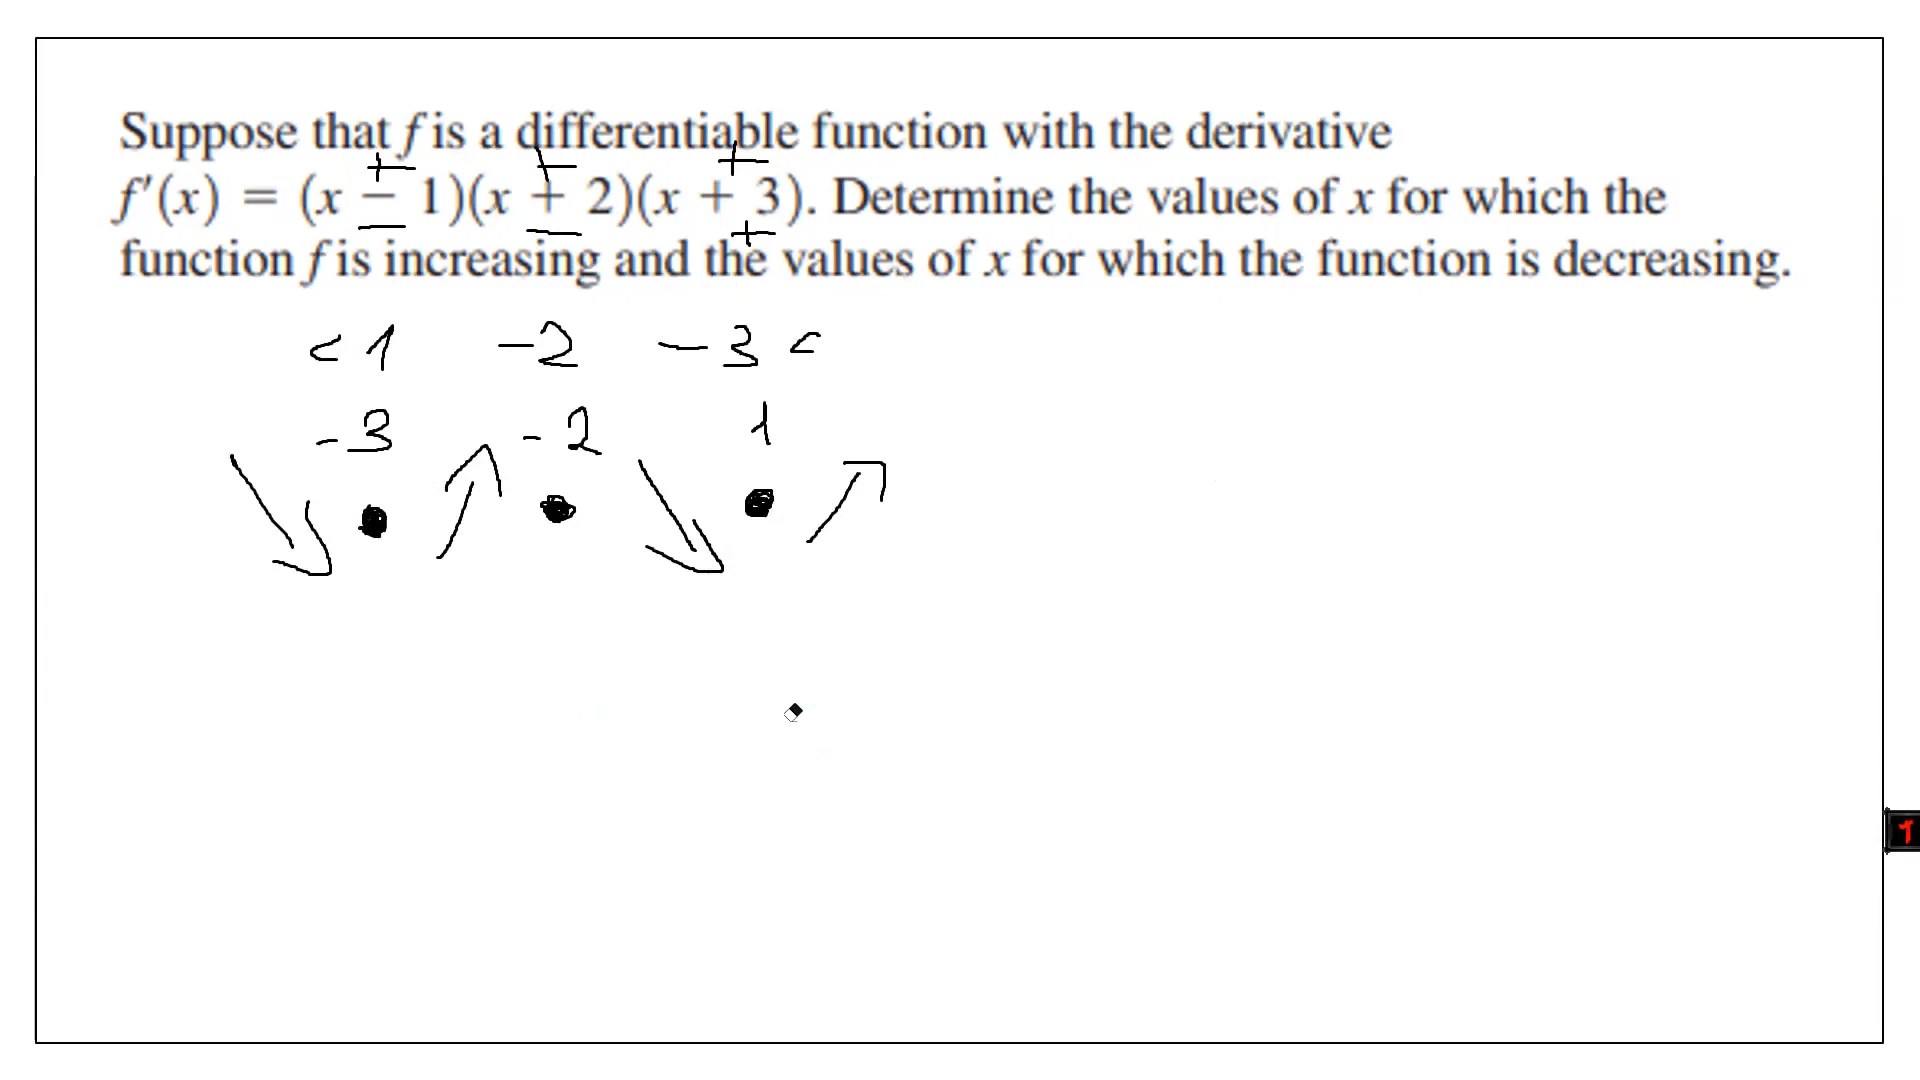 Suppose that f is a differentiable function with the derivative
+ + +
f′(x) = (x − 1)(x + 2)(x + 3). Determine the values of x for which the
− − +
function f is increasing and the values of x for which the function is decreasing.
< 1 -2 -3 <
-3 -2 1
1